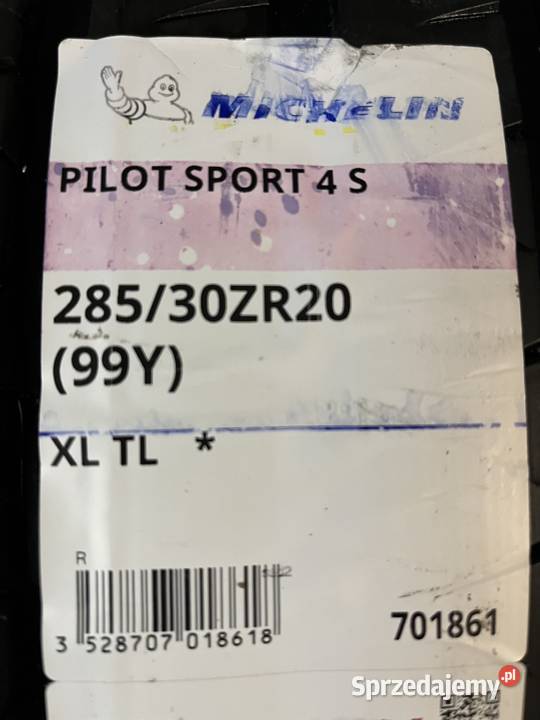 MICHELIN
PILOT SPORT 4 S
285/30ZR20
(99Y)
XL TL *
R
3 528707 018618
701861
Sprzedajemy.pl